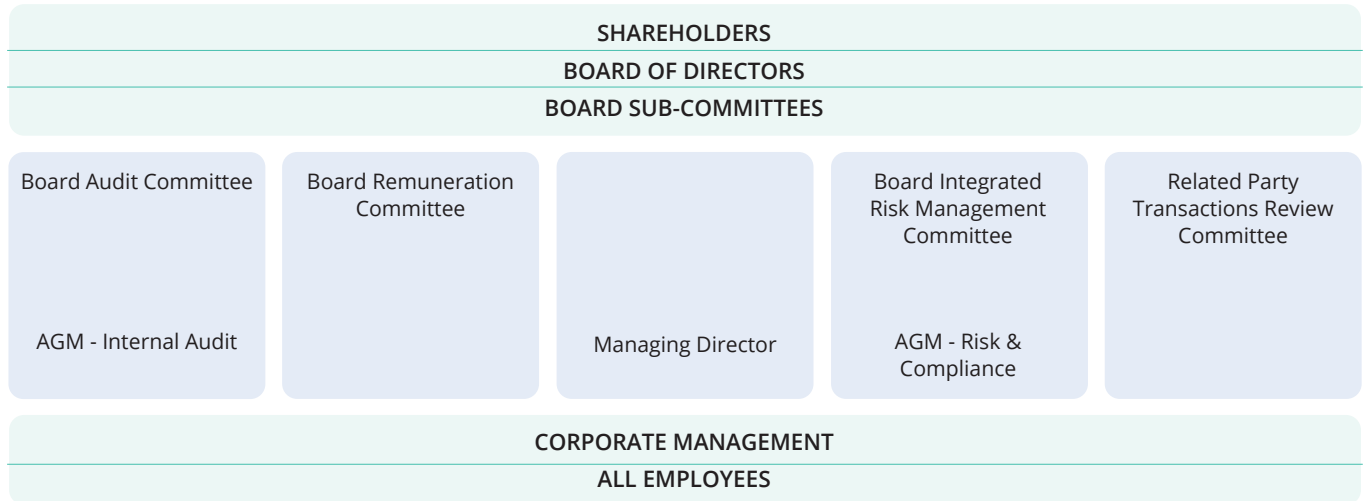 SHAREHOLDERS
BOARD OF DIRECTORS
BOARD SUB-COMMITTEES
Board Audit Committee
AGM - Internal Audit
Board Remuneration
Committee
Managing Director
Board Integrated
Risk Management
Committee
AGM - Risk &
Compliance
Related Party
Transactions Review
Committee
CORPORATE MANAGEMENT
ALL EMPLOYEES